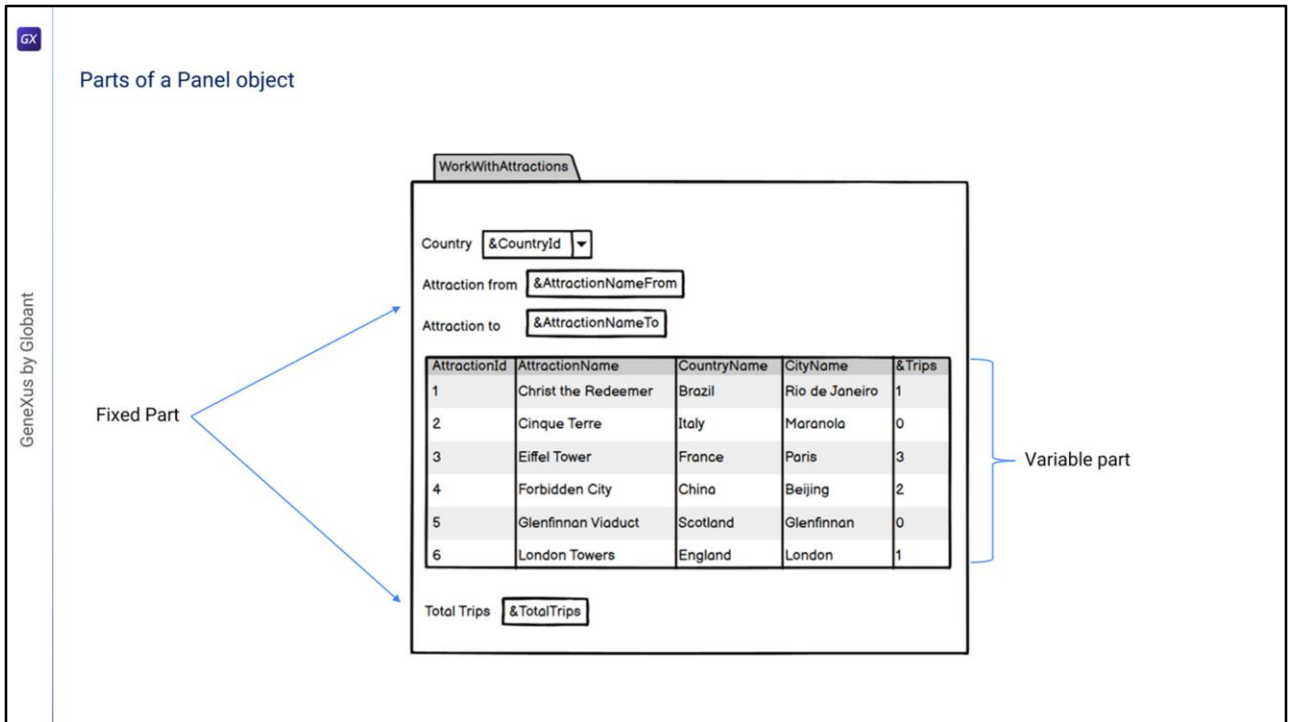 GX
Parts of a Panel object
GeneXus by Globant
WorkWithAttractions
Country &CountryId
Attraction from &AttractionNameFrom
Attraction to &AttractionNameTo
AttractionId AttractionName CountryName CityName &Trips
1 Christ the Redeemer Brazil Rio de Janeiro 1
2 Cinque Terre Italy Maranola 0
3 Eiffel Tower France Paris 3
4 Forbidden City China Beijing 2
5 Glenfinnan Viaduct Scotland Glenfinnan 0
6 London Towers England London 1
Total Trips &TotalTrips
Fixed Part
Variable part